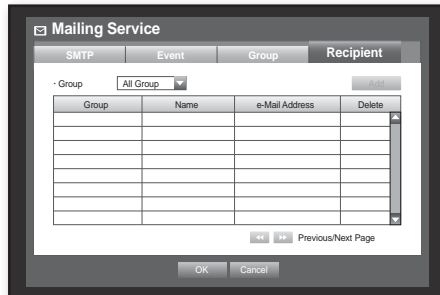 Mailing Service
SMTP Event Group Recipient
· Group All Group Add
Group Name e-Mail Address Delete
Previous/Next Page
OK Cancel